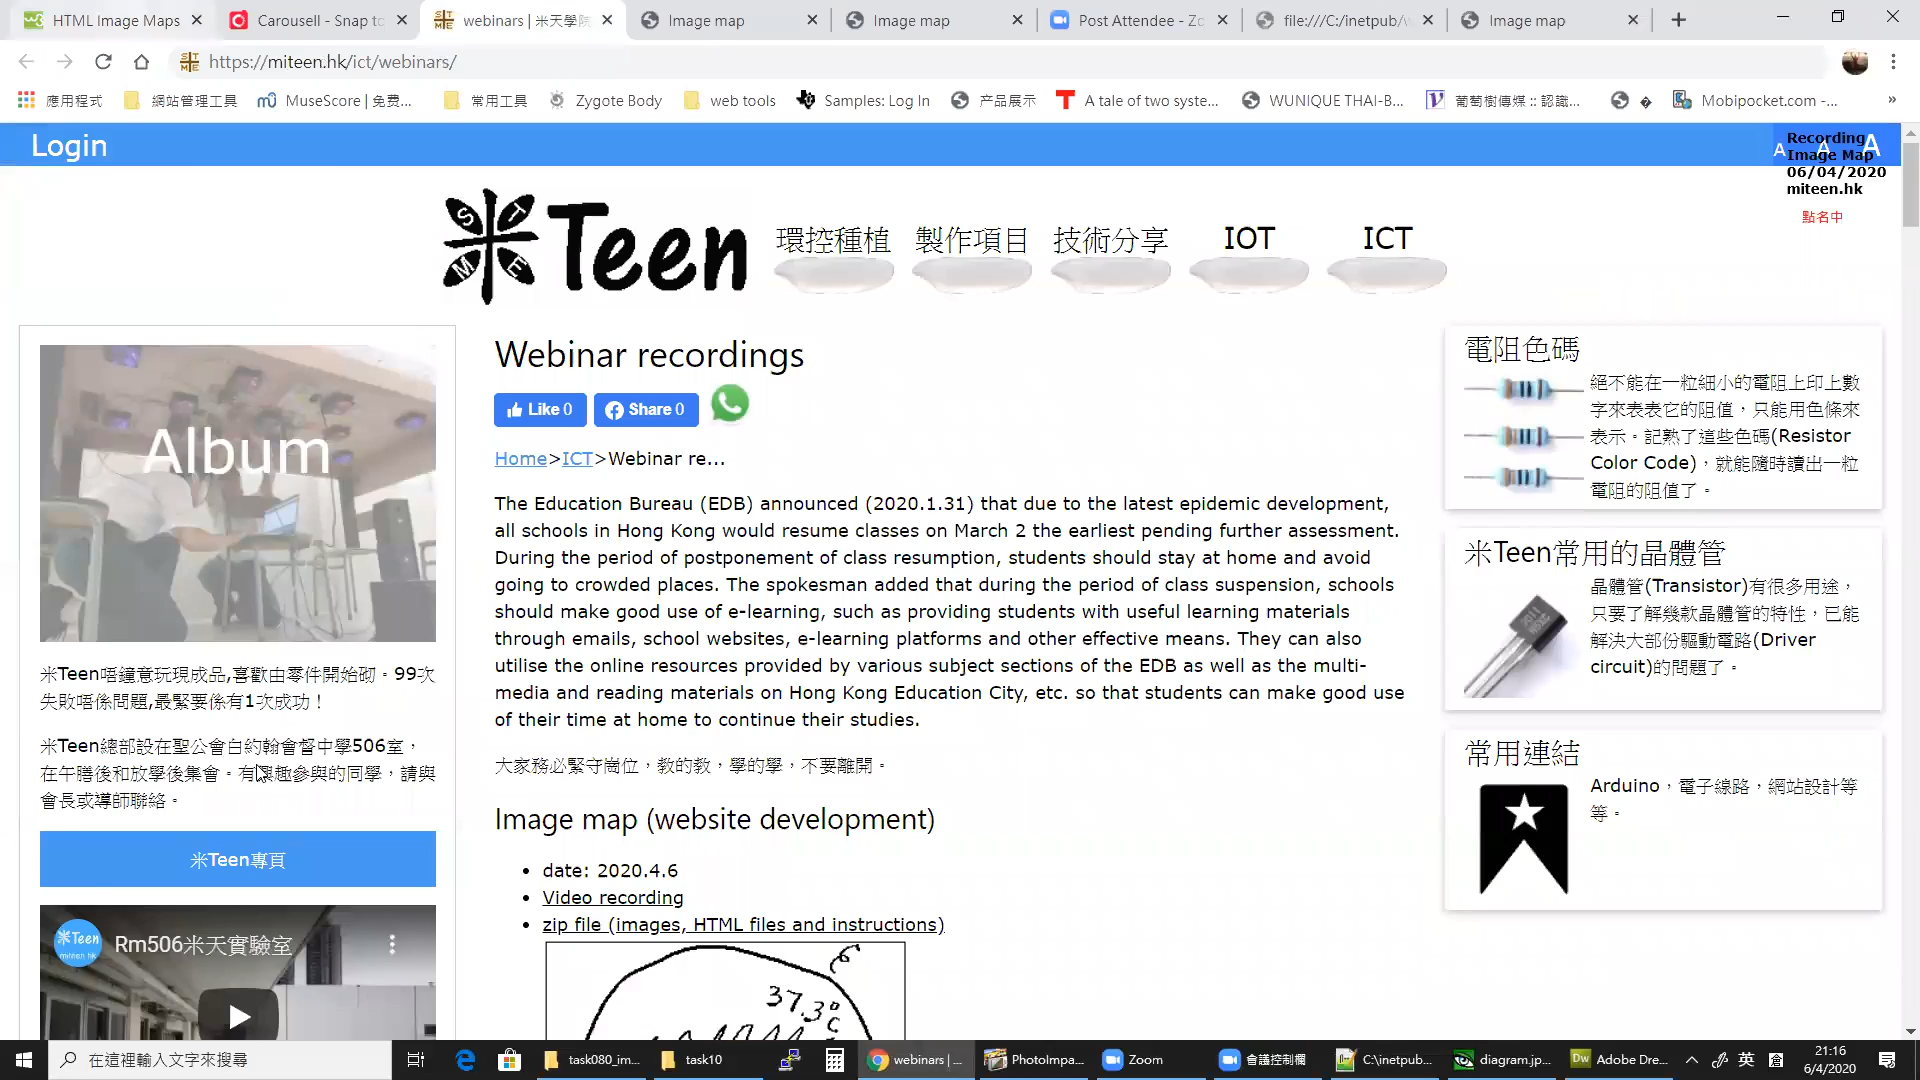 HTML Image Maps
Carousell - Snap to
webinars | 米天學院
Image map
Image map
Post Attendee - Zo
file:///C:/inetpub/w
Image map
https://miteen.hk/ict/webinars/
應用程式
網站管理工具
MuseScore | 免费...
常用工具
Zygote Body
web tools
Samples: Log In
产品展示
A tale of two syste...
WUNIQUE THAI-B...
葡萄樹傳媒 :: 認識...
Mobipocket.com -...
»
Login
A A A
Recording
Image Map
06/04/2020
miteen.hk
點名中
STME Teen
環控種植
製作項目
技術分享
IOT
ICT
Album
米Teen唔鐘意玩現成品,喜歡由零件開始砌。99次
失敗唔係問題,最緊要係有1次成功！
米Teen總部設在聖公會白約翰會督中學506室，
在午膳後和放學後集會。有興趣參與的同學，請與
會長或導師聯絡。
米Teen專頁
米Teen
miteen.hk
Rm506米天實驗室
Webinar recordings
Like 0
Share 0
Home>ICT>Webinar re...
The Education Bureau (EDB) announced (2020.1.31) that due to the latest epidemic development,
all schools in Hong Kong would resume classes on March 2 the earliest pending further assessment.
During the period of postponement of class resumption, students should stay at home and avoid
going to crowded places. The spokesman added that during the period of class suspension, schools
should make good use of e-learning, such as providing students with useful learning materials
through emails, school websites, e-learning platforms and other effective means. They can also
utilise the online resources provided by various subject sections of the EDB as well as the multi-
media and reading materials on Hong Kong Education City, etc. so that students can make good use
of their time at home to continue their studies.
大家務必緊守崗位，教的教，學的學，不要離開。
Image map (website development)
• date: 2020.4.6
• Video recording
• zip file (images, HTML files and instructions)
37.3°C
電阻色碼
絕不能在一粒細小的電阻上印上數
字來表表它的阻值，只能用色條來
表示。記熟了這些色碼(Resistor
Color Code)，就能隨時讀出一粒
電阻的阻值了。
米Teen常用的晶體管
晶體管(Transistor)有很多用途，
只要了解幾款晶體管的特性，已能
解決大部份驅動電路(Driver
circuit)的問題了。
常用連結
Arduino，電子線路，網站設計等
等。
在這裡輸入文字來搜尋
task080_im...
task10
webinars | ...
PhotoImpa...
Zoom
會議控制欄
C:\inetpub...
diagram.jp...
Adobe Dre...
英
倉
21:16
6/4/2020